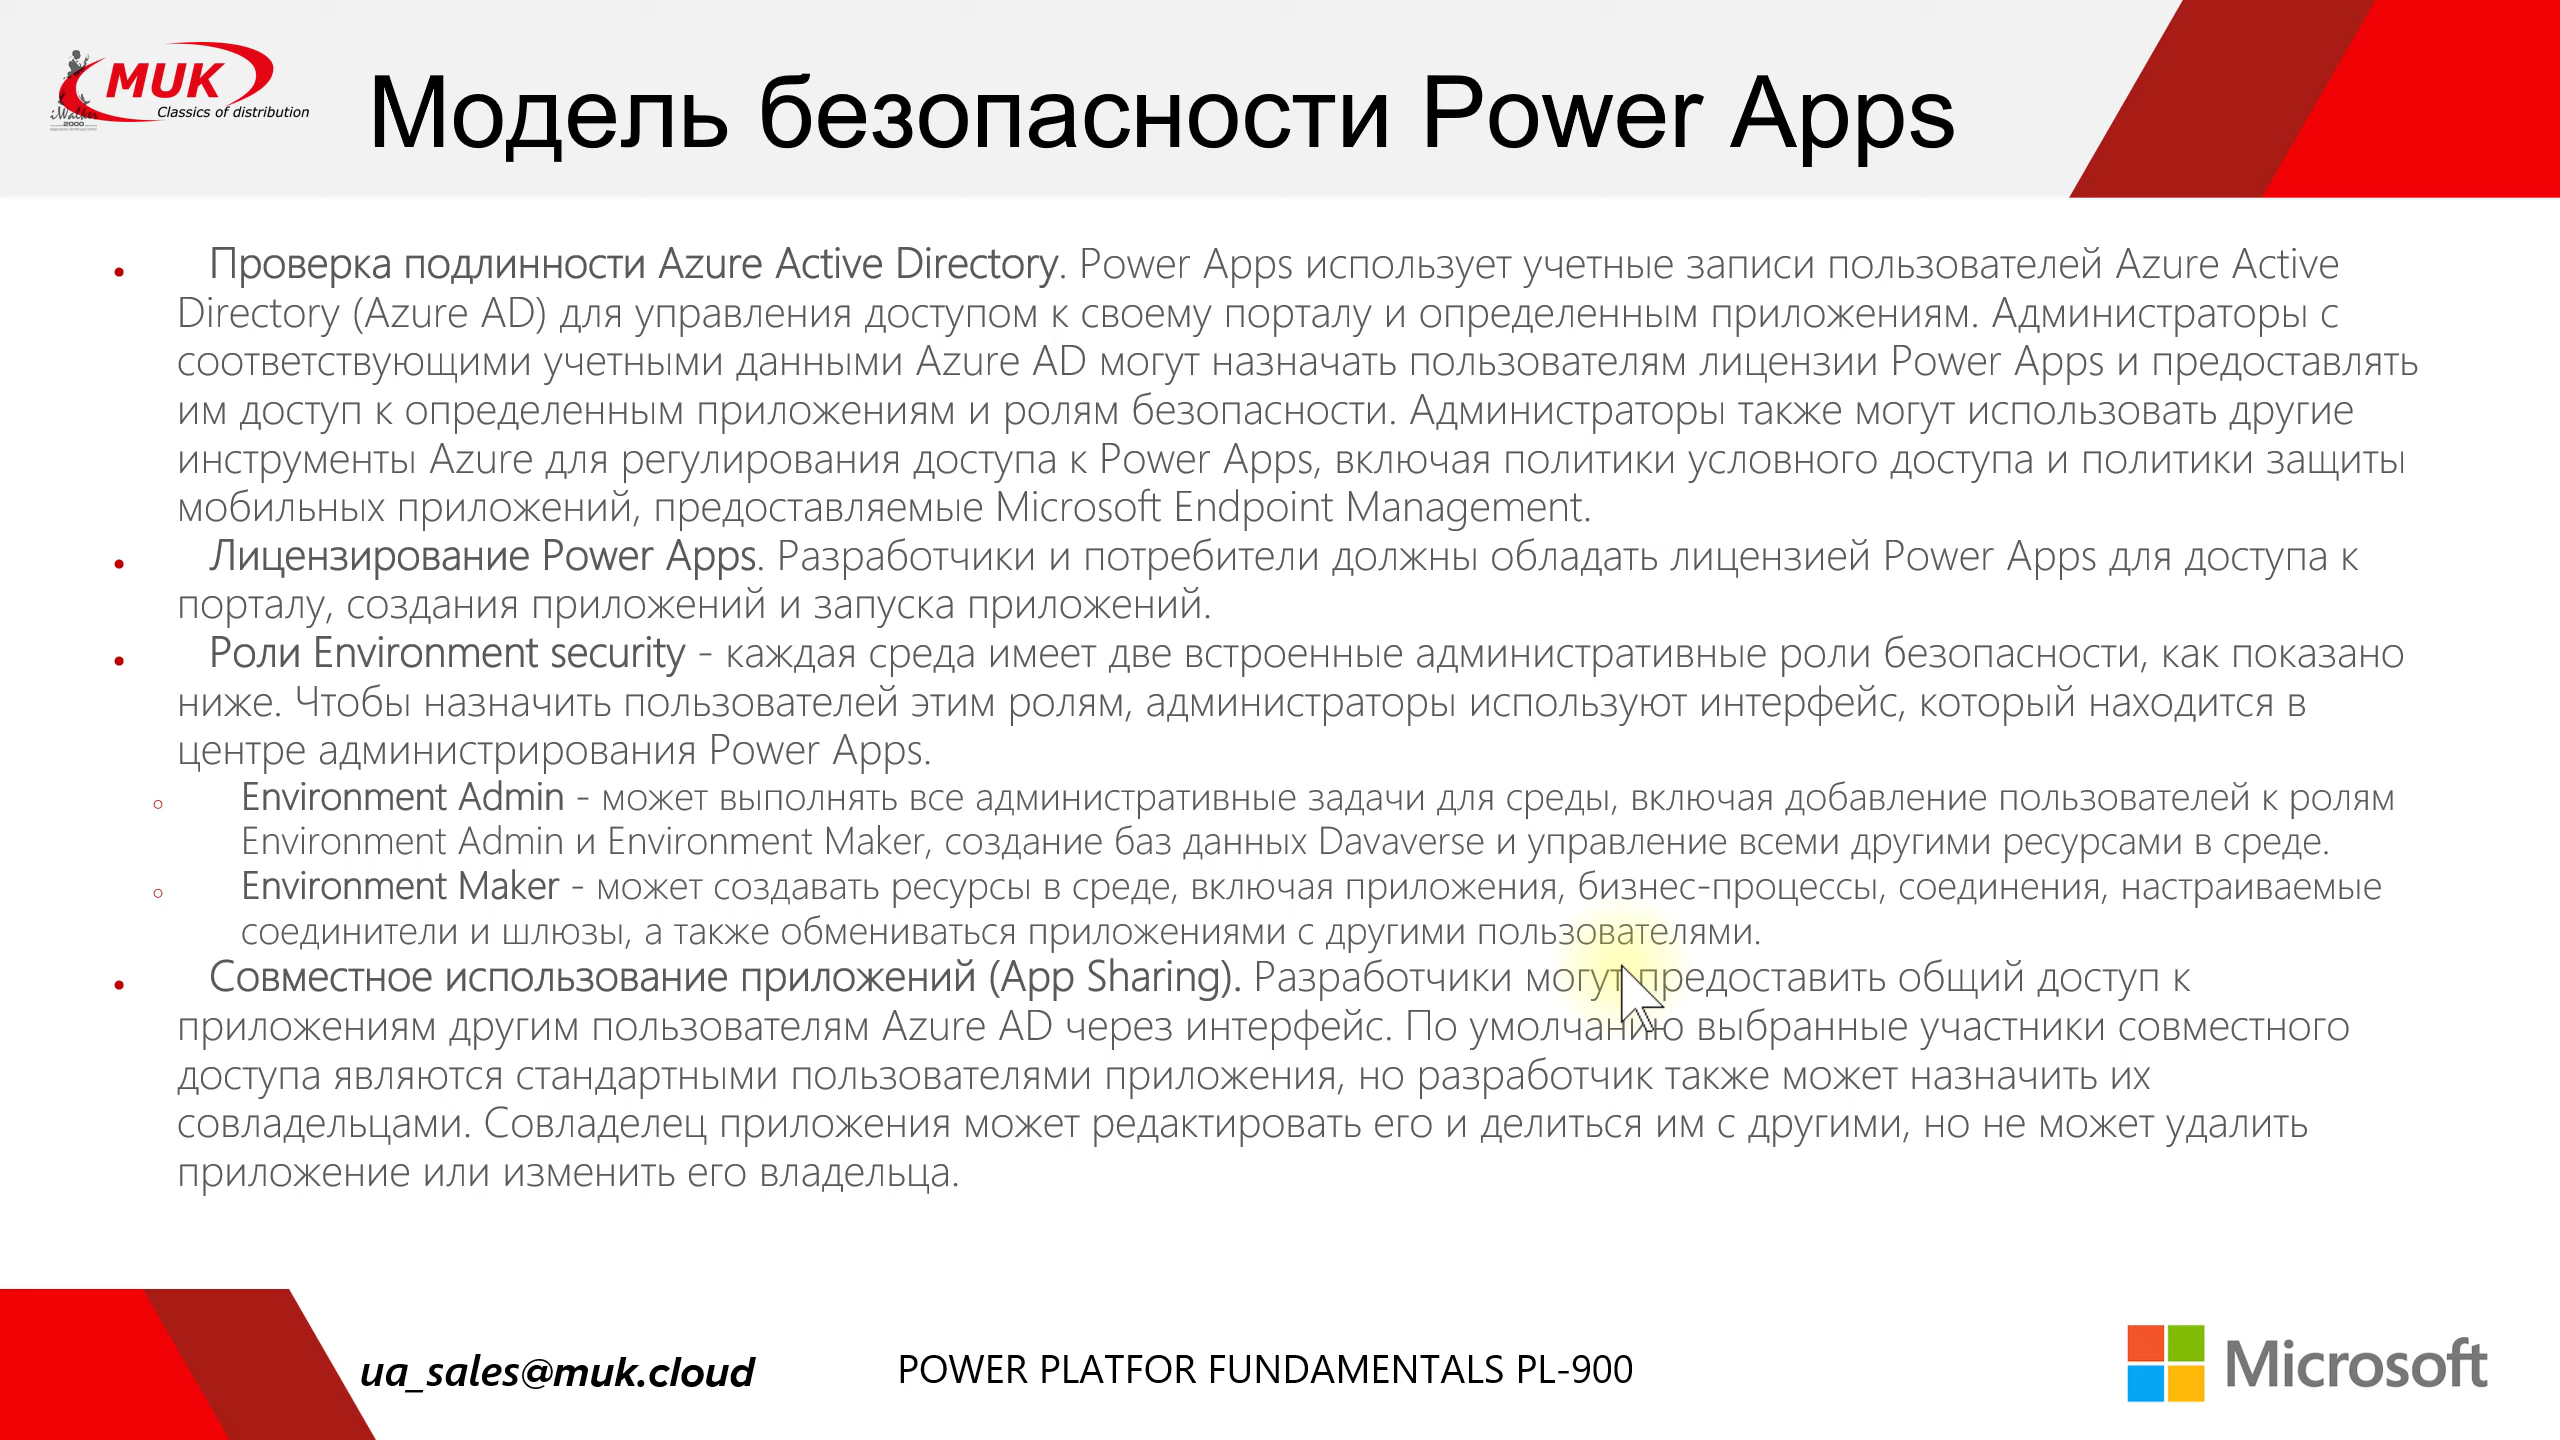 MUK
Classics of distribution
iWalker
2000
Модель безопасности Power Apps
• Проверка подлинности Azure Active Directory. Power Apps использует учетные записи пользователей Azure Active
Directory (Azure AD) для управления доступом к своему порталу и определенным приложениям. Администраторы с
соответствующими учетными данными Azure AD могут назначать пользователям лицензии Power Apps и предоставлять
им доступ к определенным приложениям и ролям безопасности. Администраторы также могут использовать другие
инструменты Azure для регулирования доступа к Power Apps, включая политики условного доступа и политики защиты
мобильных приложений, предоставляемые Microsoft Endpoint Management.
• Лицензирование Power Apps. Разработчики и потребители должны обладать лицензией Power Apps для доступа к
порталу, создания приложений и запуска приложений.
• Роли Environment security - каждая среда имеет две встроенные административные роли безопасности, как показано
ниже. Чтобы назначить пользователей этим ролям, администраторы используют интерфейс, который находится в
центре администрирования Power Apps.
○ Environment Admin - может выполнять все административные задачи для среды, включая добавление пользователей к ролям
Environment Admin и Environment Maker, создание баз данных Davaverse и управление всеми другими ресурсами в среде.
○ Environment Maker - может создавать ресурсы в среде, включая приложения, бизнес-процессы, соединения, настраиваемые
соединители и шлюзы, а также обмениваться приложениями с другими пользователями.
• Совместное использование приложений (App Sharing). Разработчики могут предоставить общий доступ к
приложениям другим пользователям Azure AD через интерфейс. По умолчанию выбранные участники совместного
доступа являются стандартными пользователями приложения, но разработчик также может назначить их
совладельцами. Совладелец приложения может редактировать его и делиться им с другими, но не может удалить
приложение или изменить его владельца.
ua_sales@muk.cloud
POWER PLATFOR FUNDAMENTALS PL-900
Microsoft